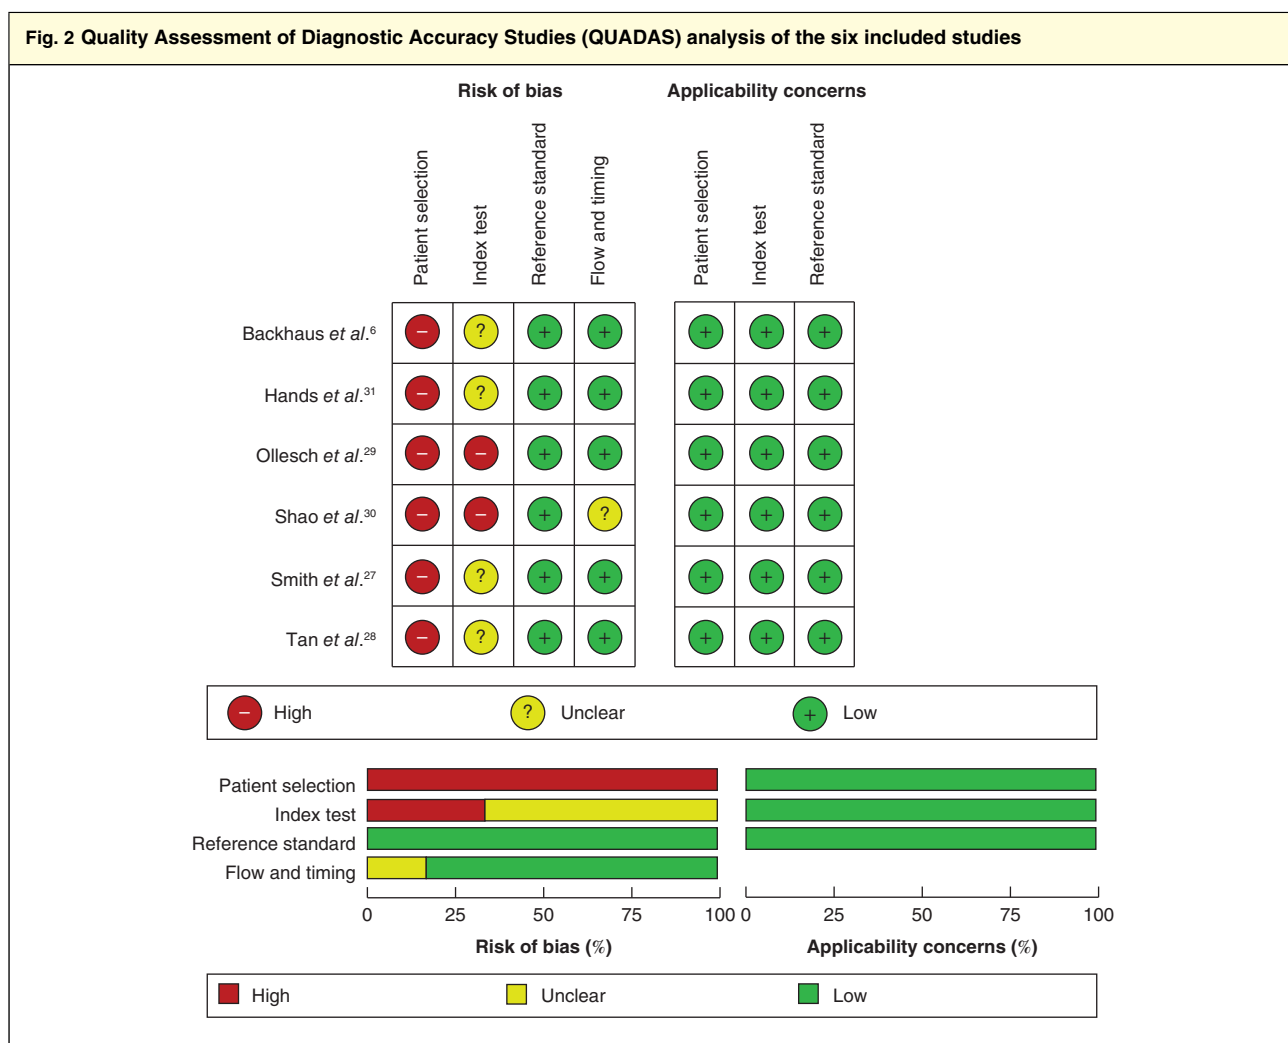 Fig. 2 Quality Assessment of Diagnostic Accuracy Studies (QUADAS) analysis of the six included studies
Risk of bias Applicability concerns
Patient selection Index test Reference standard Flow and timing Patient selection Index test Reference standard
Backhaus et al.6 − ? + + + + +
Hands et al.31 − ? + + + + +
Ollesch et al.29 − − + + + + +
Shao et al.30 − − + ? + + +
Smith et al.27 − ? + + + + +
Tan et al.28 − ? + + + + +
− High ? Unclear + Low
Patient selection
Index test
Reference standard
Flow and timing
0 25 50 75 100 0 25 50 75 100
Risk of bias (%) Applicability concerns (%)
High Unclear Low